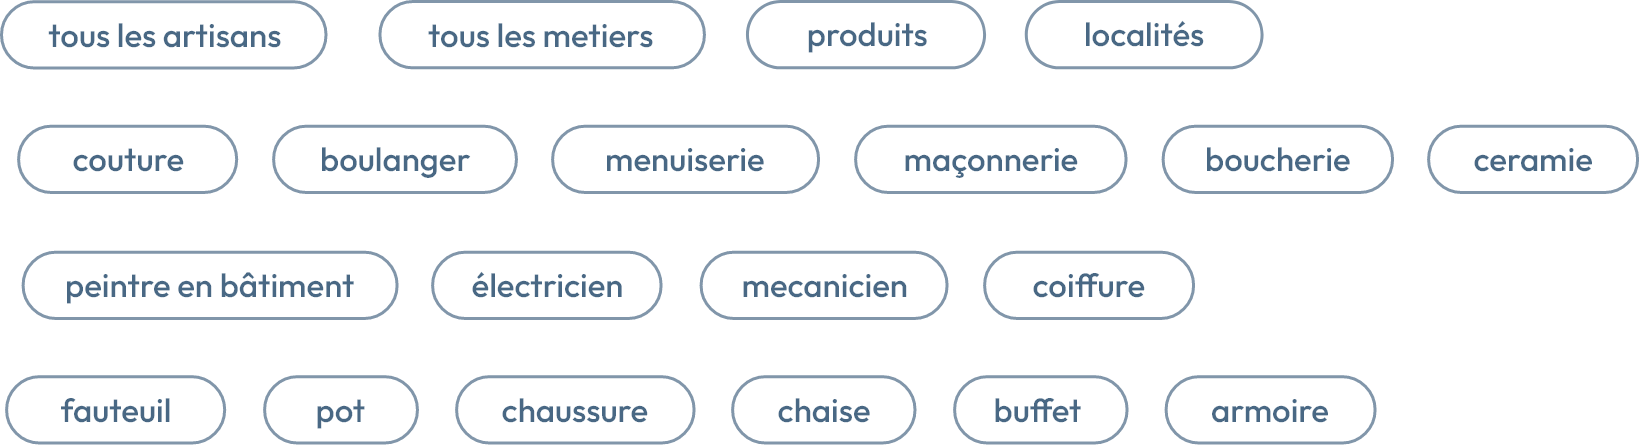 tous les artisans tous les metiers produits localités
couture boulanger menuiserie maçonnerie boucherie ceramie
peintre en bâtiment électricien mecanicien coiffure
fauteuil pot chaussure chaise buffet armoire